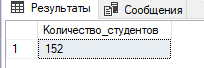 Результаты Сообщения
Количество_студентов
1 152